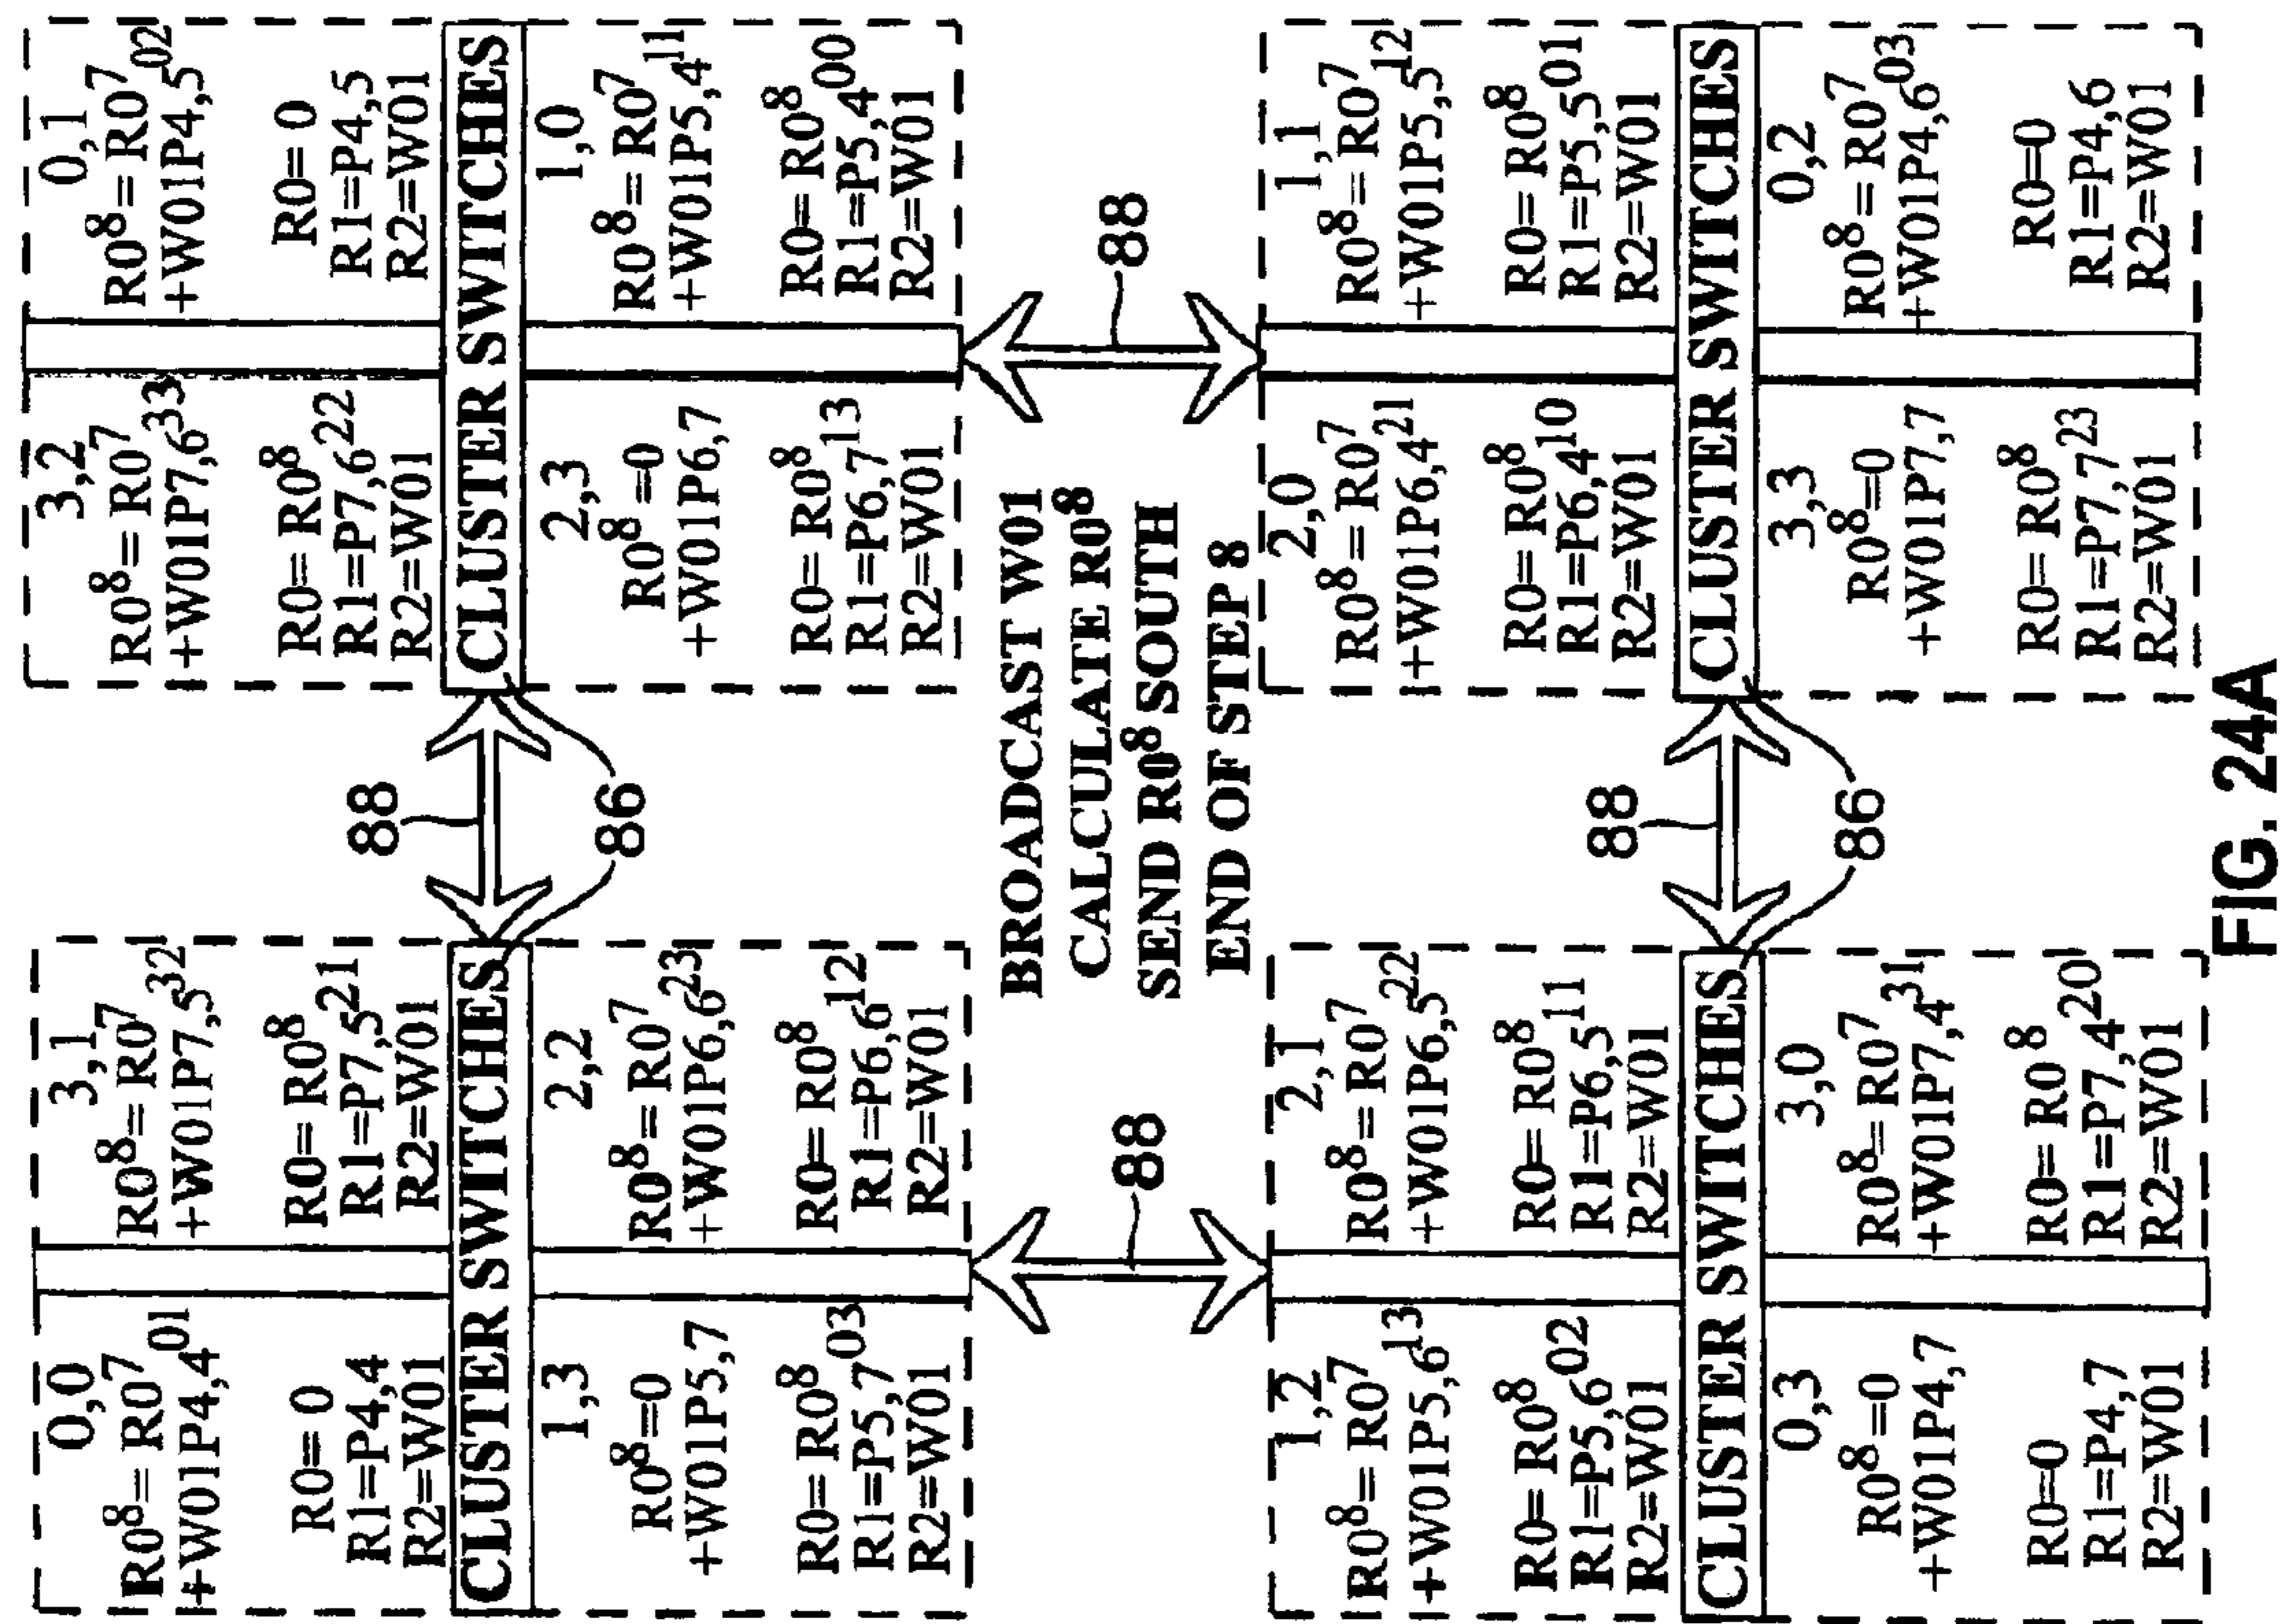 0,0
R0⁸= R0⁷
+W01P4,4⁰¹
R0= 0
R1=P4,4
R2=W01
3,1
R0⁸= R0⁷
+W01P7,5³²
R0= R0⁸
R1=P7,5²¹
R2=W01
CLUSTER SWITCHES
1,3
R0⁸=0
+W01P5,7
R0= R0⁸
R1=P5,7⁰³
R2=W01
2,2
R0⁸= R0⁷
+W01P6,6²³
R0= R0⁸
R1=P6,6¹²
R2=W01
88
86
3,2
R0⁸= R0⁷
+W01P7,6³³
R0= R0⁸
R1=P7,6²²
R2=W01
0,1
R0⁸= R0⁷
+W01P4,5⁰²
R0= 0
R1=P4,5
R2=W01
CLUSTER SWITCHES
2,3
R0⁸=0
+W01P6,7
R0= R0⁸
R1=P6,7¹³
R2=W01
1,0
R0⁸= R0⁷
+W01P5,4¹¹
R0= R0⁸
R1=P5,4⁰⁰
R2=W01
88
BROADCAST W01
CALCULATE R0⁸
SEND R0⁸ SOUTH
END OF STEP 8
88
1,2
R0⁸= R0⁷
+W01P5,6¹³
R0= R0⁸
R1=P5,6⁰²
R2=W01
2,1
R0⁸= R0⁷
+W01P6,5²²
R0= R0⁸
R1=P6,5¹¹
R2=W01
CLUSTER SWITCHES
0,3
R0⁸=0
+W01P4,7
R0=0
R1=P4,7
R2=W01
3,0
R0⁸= R0⁷
+W01P7,4³¹
R0= R0⁸
R1=P7,4²⁰
R2=W01
88
86
2,0
R0⁸= R0⁷
+W01P6,4²¹
R0= R0⁸
R1=P6,4¹⁰
R2=W01
1,1
R0⁸= R0⁷
+W01P5,5¹²
R0= R0⁸
R1=P5,5⁰¹
R2=W01
CLUSTER SWITCHES
3,3
R0⁸=0
+W01P7,7
R0= R0⁸
R1=P7,7²³
R2=W01
0,2
R0⁸= R0⁷
+W01P4,6⁰³
R0=0
R1=P4,6
R2=W01
FIG. 24A